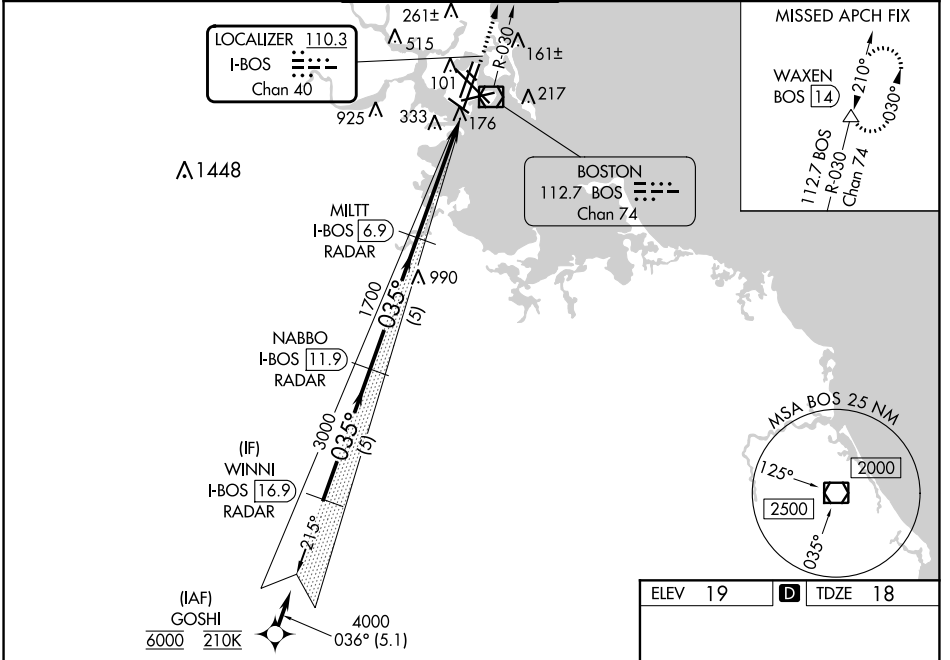 261±
515
R-030
161±
101
217
925
333
176
1448
LOCALIZER 110.3
I-BOS
Chan 40
BOSTON
112.7 BOS
Chan 74
MISSED APCH FIX
WAXEN
BOS 14
210°
030°
112.7 BOS
R-030
Chan 74
MILTT
I-BOS 6.9
RADAR
990
1700
035°
(5)
NABBO
I-BOS 11.9
RADAR
3000
035°
(5)
(IF)
WINNI
I-BOS 16.9
RADAR
215°
(IAF)
GOSHI
6000 210K
4000
036° (5.1)
MSA BOS 25 NM
125°
2000
2500
035°
ELEV 19 D TDZE 18